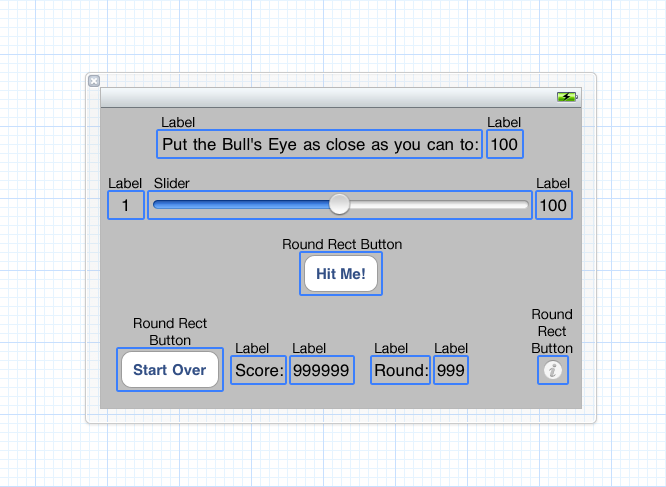 Label Label
Put the Bull's Eye as close as you can to: 100
Label Slider Label
1 100
Round Rect Button
Hit Me!
Round Rect
Button
Start Over
Label Label Label Label
Score: 999999 Round: 999
Round
Rect
Button
i